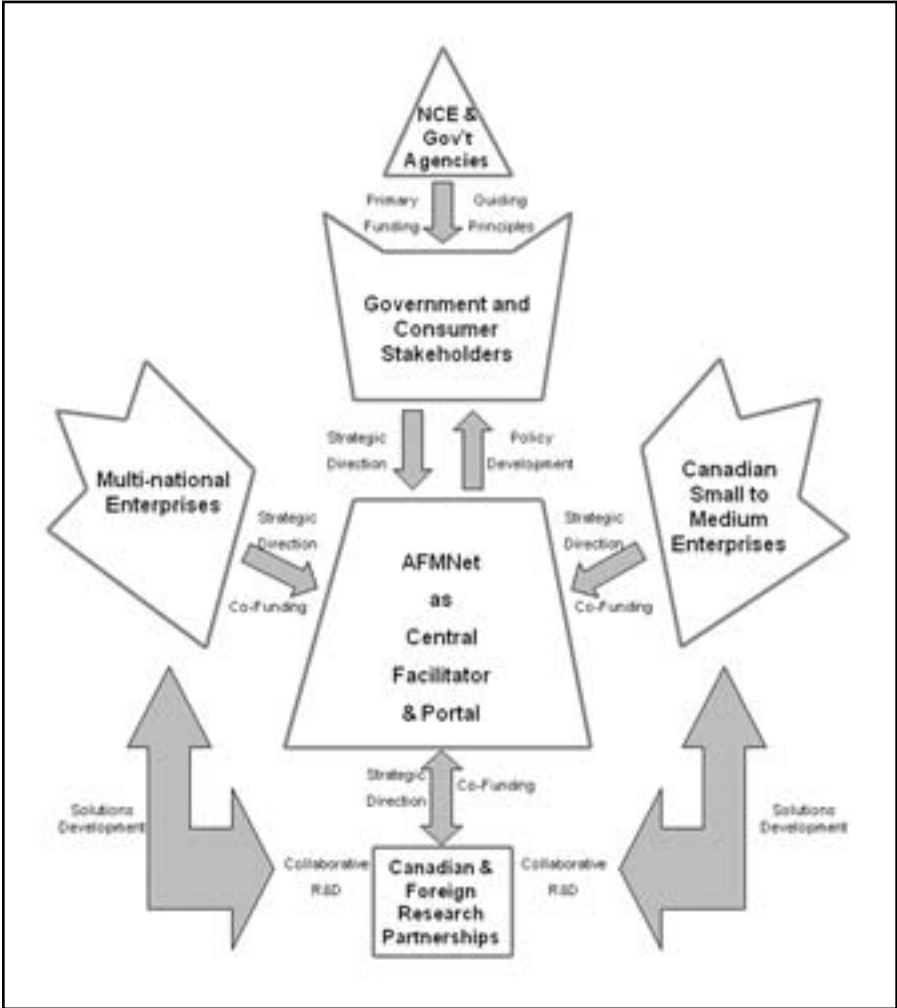 NCE &
Gov't
Agencies
Primary
Funding
Guiding
Principles
Government and
Consumer
Stakeholders
Strategic
Direction
Policy
Development
Multi-national
Enterprises
Canadian
Small to
Medium
Enterprises
Strategic
Direction
Co-Funding
Strategic
Direction
Co-Funding
AFMNet
as
Central
Facilitator
& Portal
Strategic
Direction
Co-Funding
Solutions
Development
Solutions
Development
Collaborative
R&D
Canadian &
Foreign
Research
Partnerships
Collaborative
R&D